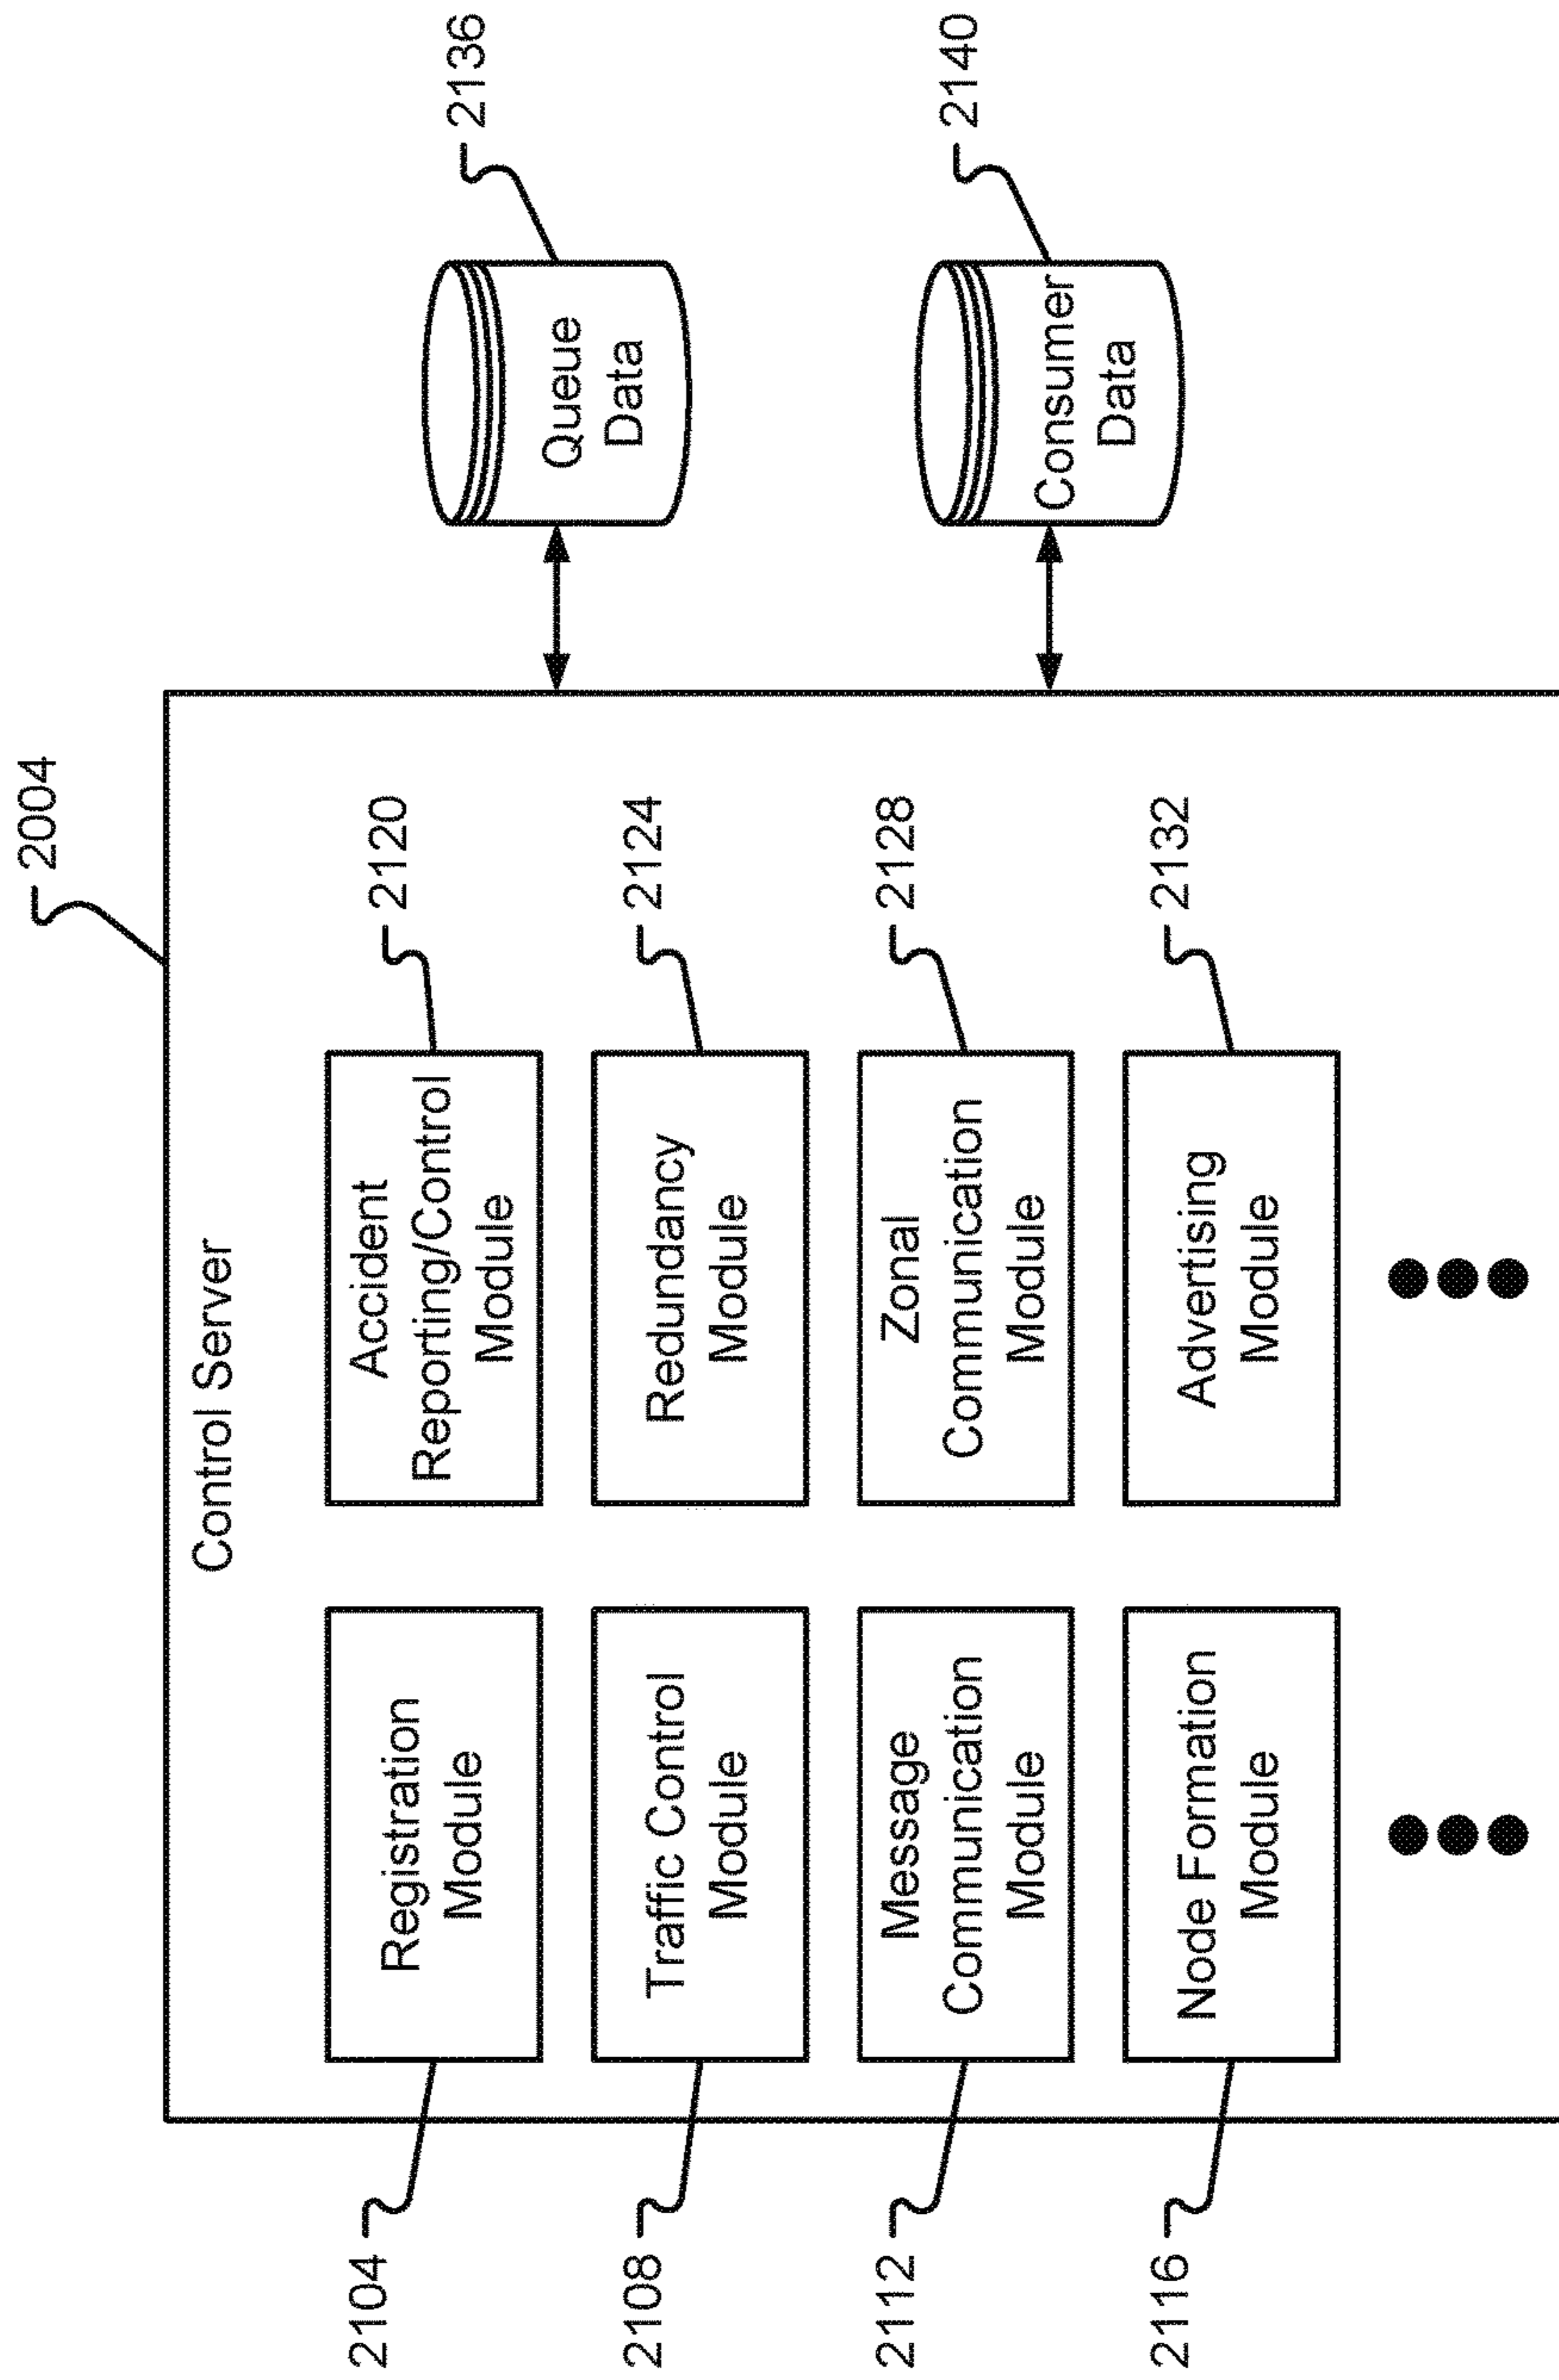 2004
Control Server
2104
Registration
Module
Accident
Reporting/Control
Module
2120
2108
Traffic Control
Module
Redundancy
Module
2124
2112
Message
Communication
Module
Zonal
Communication
Module
2128
2116
Node Formation
Module
Advertising
Module
2132
Queue
Data
2136
Consumer
Data
2140